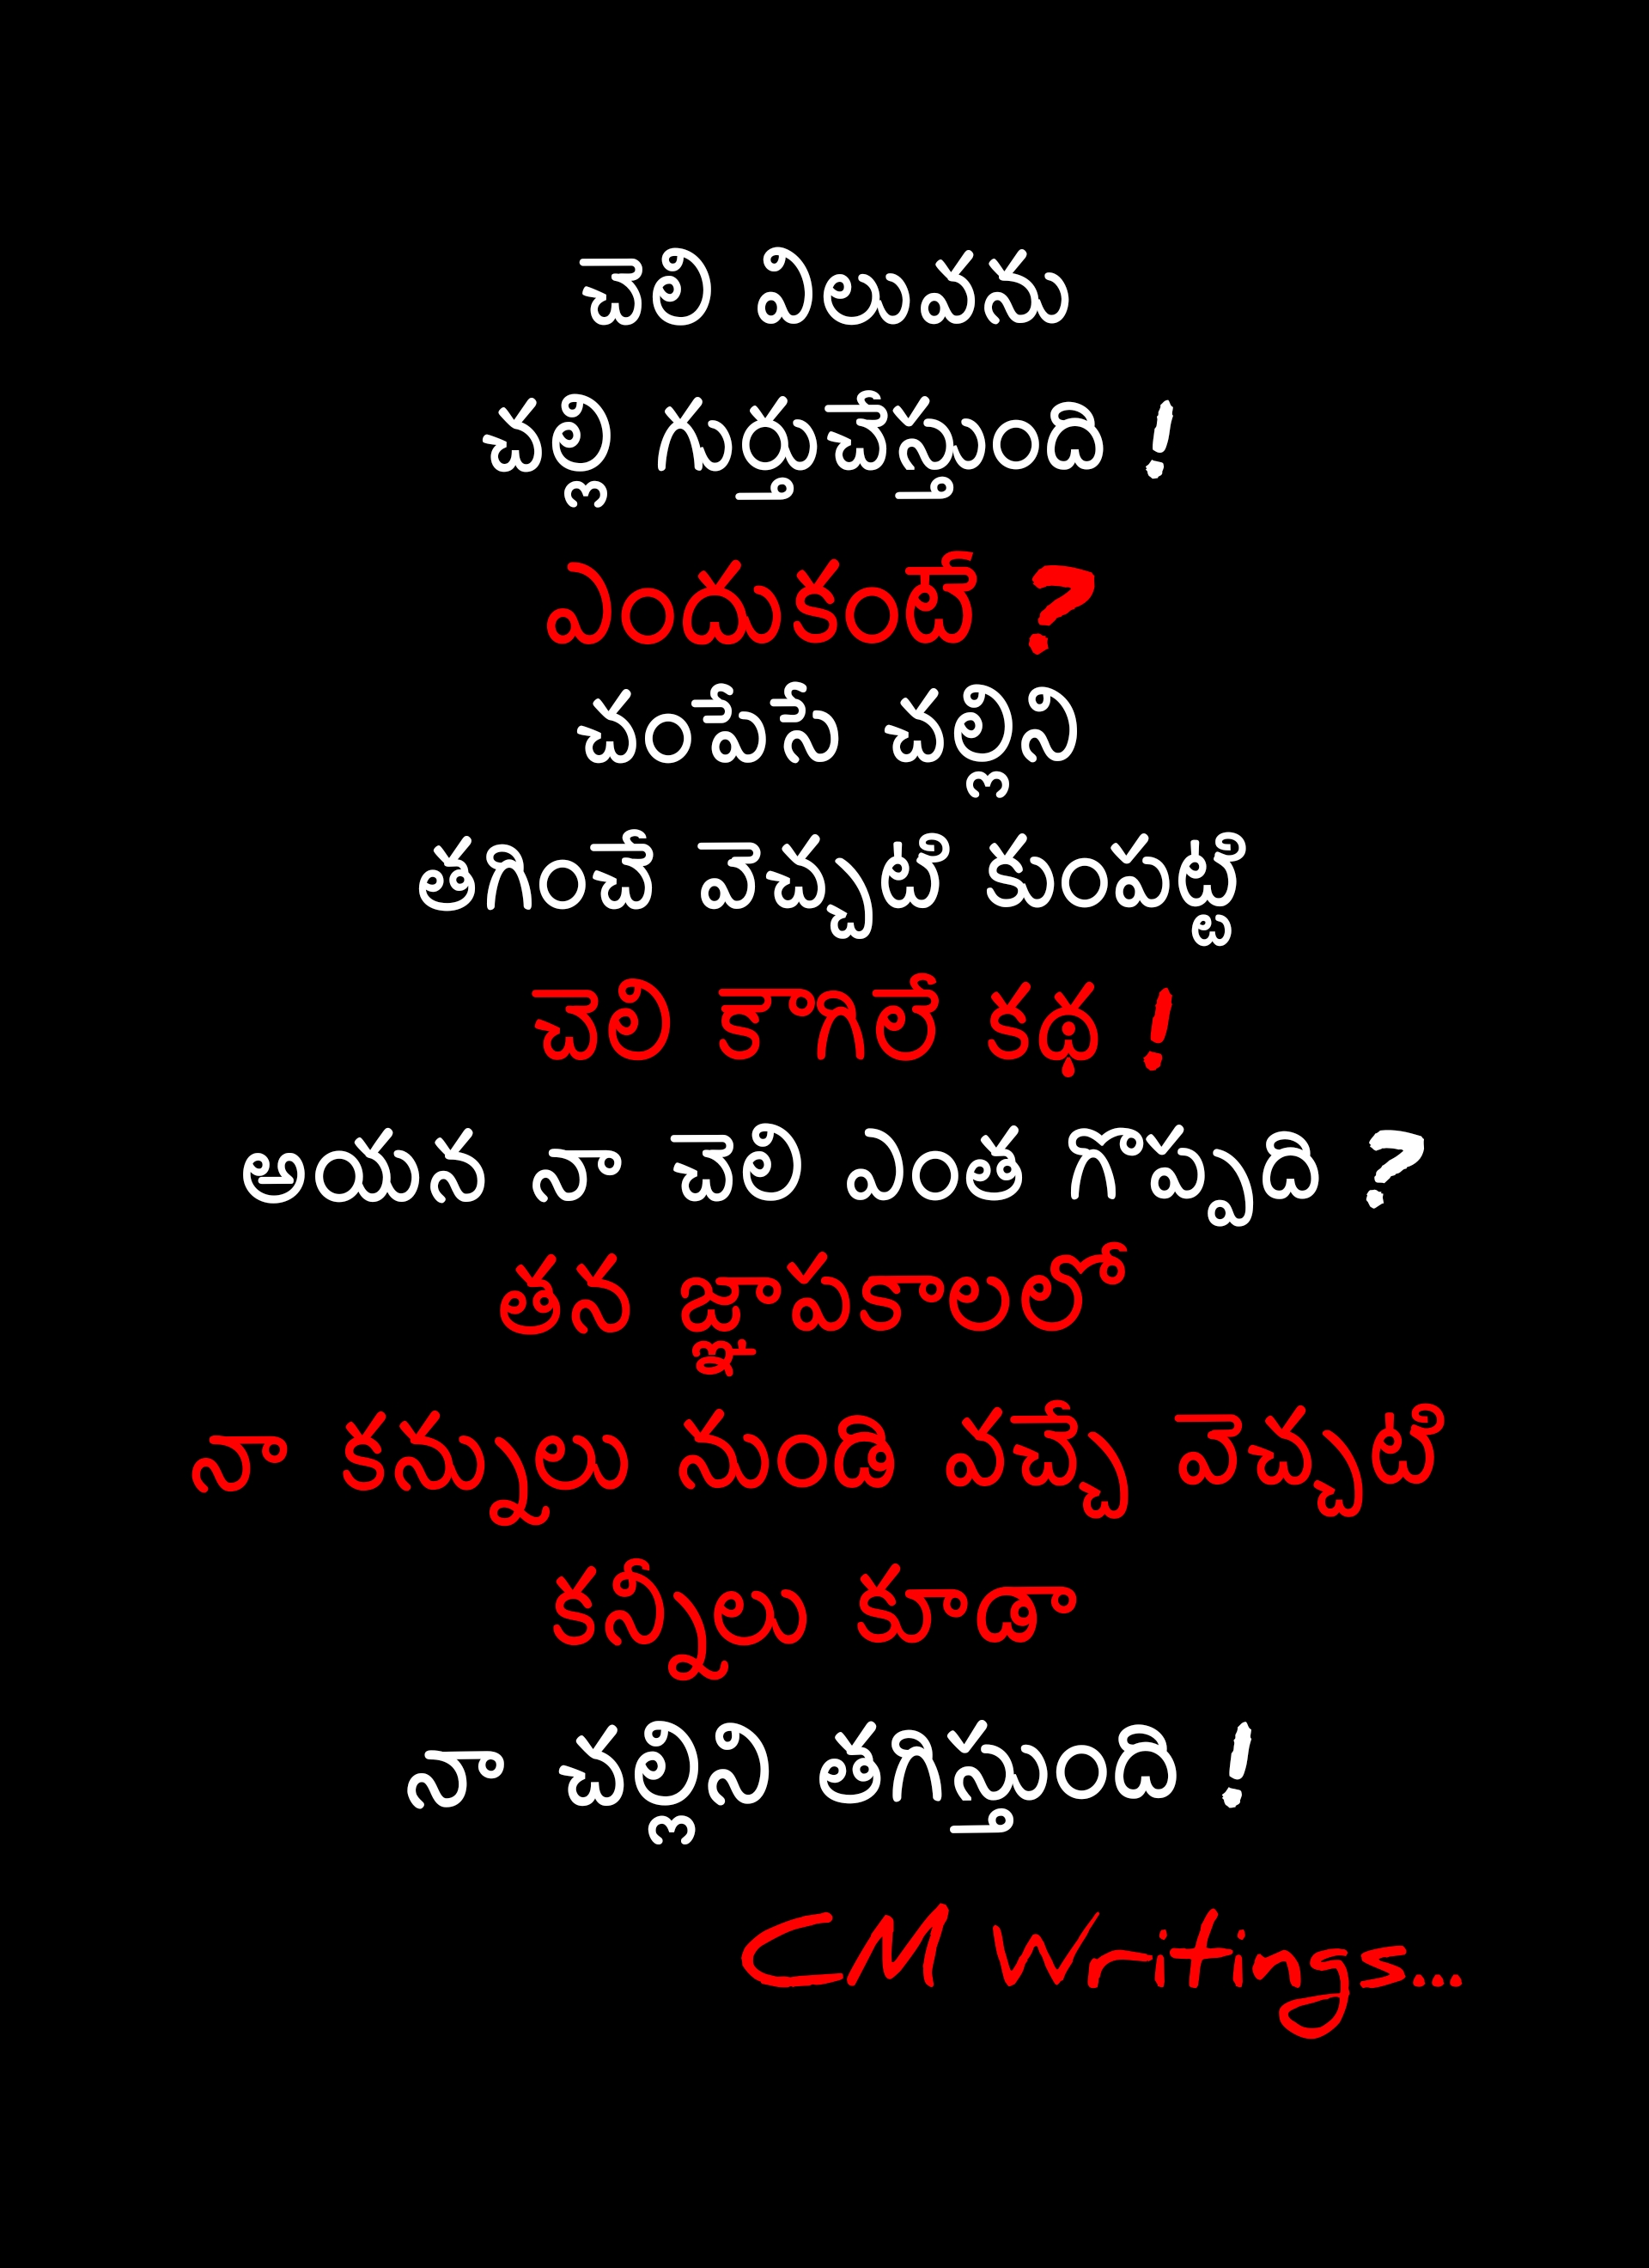 చెలి విలువను
చల్లి గుర్తుచేస్తుంది !
ఎందుకంటే ?
చంపేసే చల్లిని
తగించే వెచ్చటి కుంపట్టి
చెలి కాగిలే కథ !
అయన నా చెలి ఎంత గొప్పది ?
తన జ్ఞాపకాలలో
నా కన్నులు నుండి వచ్చే వెచ్చటి
కన్నీలు కూడా
నా చల్లిని తగిస్తుంది !
CM Writings...